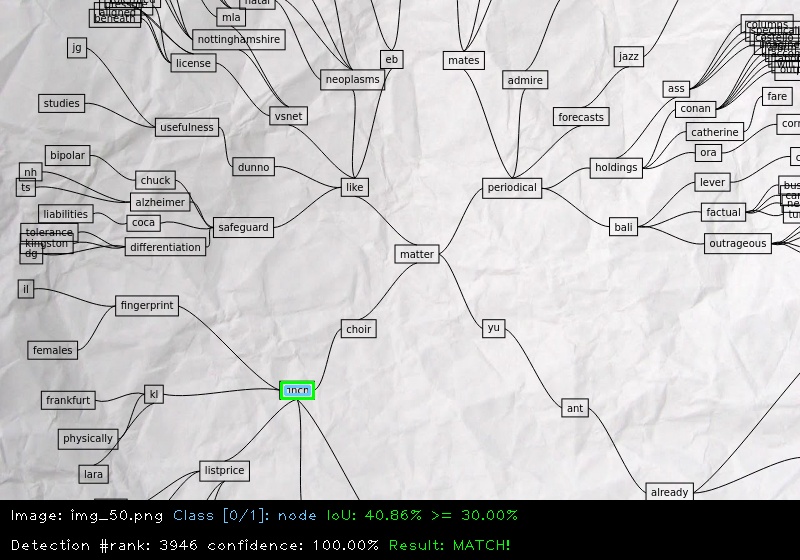 natal
mla
aligned
beneath
nottinghamshire
license
jg
eb
neoplasms
mates
admire
jazz
columns
ass
fare
conan
studies
vsnet
forecasts
usefulness
catherine
bipolar
ora
dunno
holdings
nh
ts
chuck
like
periodical
lever
alzheimer
liabilities
coca
factual
safeguard
bali
tolerance
kingston
differentiation
outrageous
dg
matter
il
fingerprint
choir
yu
females
frankfurt
kl
ant
physically
lara
listprice
already
Image: img_50.png Class [0/1]: node IoU: 40.86% >= 30.00%
Detection #rank: 3946 confidence: 100.00% Result: MATCH!